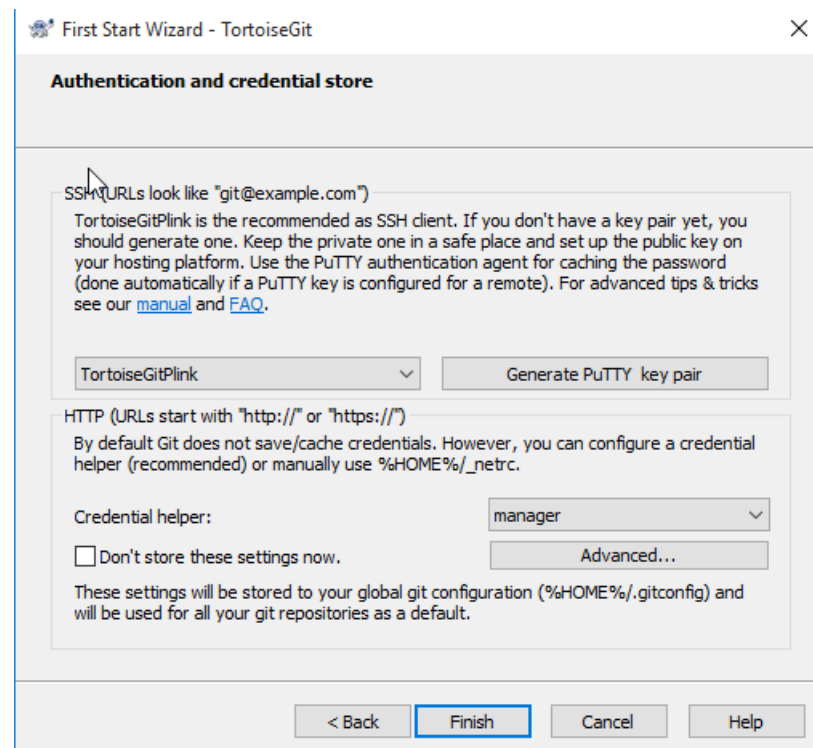 First Start Wizard - TortoiseGit
Authentication and credential store
SSH (URLs look like "git@example.com")
TortoiseGitPlink is the recommended as SSH client. If you don't have a key pair yet, you
should generate one. Keep the private one in a safe place and set up the public key on
your hosting platform. Use the PuTTY authentication agent for caching the password
(done automatically if a PuTTY key is configured for a remote). For advanced tips & tricks
see our manual and FAQ.
TortoiseGitPlink
Generate PuTTY key pair
HTTP (URLs start with "http://" or "https://")
By default Git does not save/cache credentials. However, you can configure a credential
helper (recommended) or manually use %HOME%/_netrc.
Credential helper:
manager
Don't store these settings now.
Advanced...
These settings will be stored to your global git configuration (%HOME%/.gitconfig) and
will be used for all your git repositories as a default.
< Back
Finish
Cancel
Help